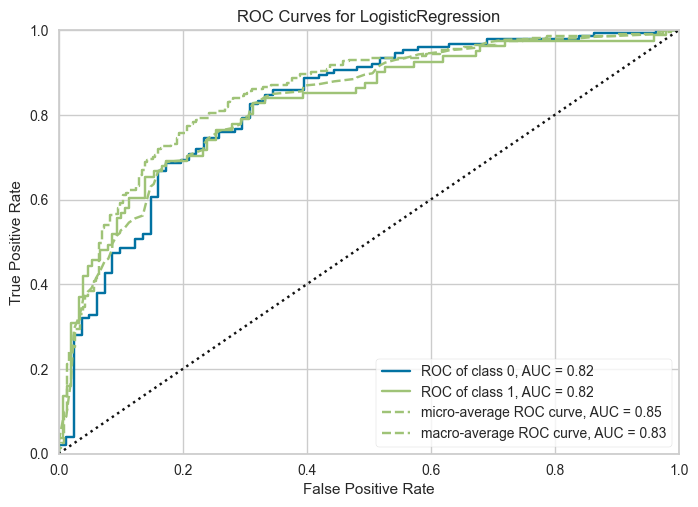 ROC Curves for LogisticRegression
1.0
0.8
0.6
0.4
0.2
0.0
True Positive Rate
ROC of class 0, AUC = 0.82
ROC of class 1, AUC = 0.82
micro-average ROC curve, AUC = 0.85
macro-average ROC curve, AUC = 0.83
0.0 0.2 0.4 0.6 0.8 1.0
False Positive Rate